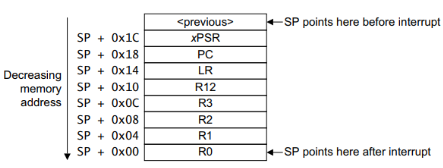 <previous>
SP points here before interrupt
SP + 0x1C xPSR
SP + 0x18 PC
SP + 0x14 LR
SP + 0x10 R12
SP + 0x0C R3
SP + 0x08 R2
SP + 0x04 R1
SP + 0x00 R0
SP points here after interrupt
Decreasing
memory
address